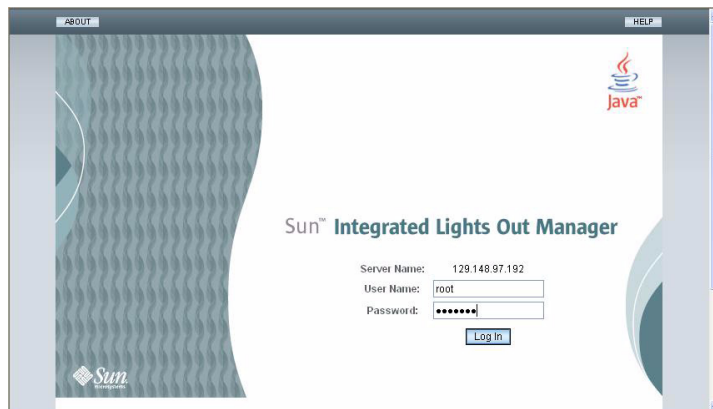 ABOUT
HELP
Java™
Sun™ Integrated Lights Out Manager
Server Name: 129.148.97.192
User Name: root
Password: •••••••
Log In
Sun